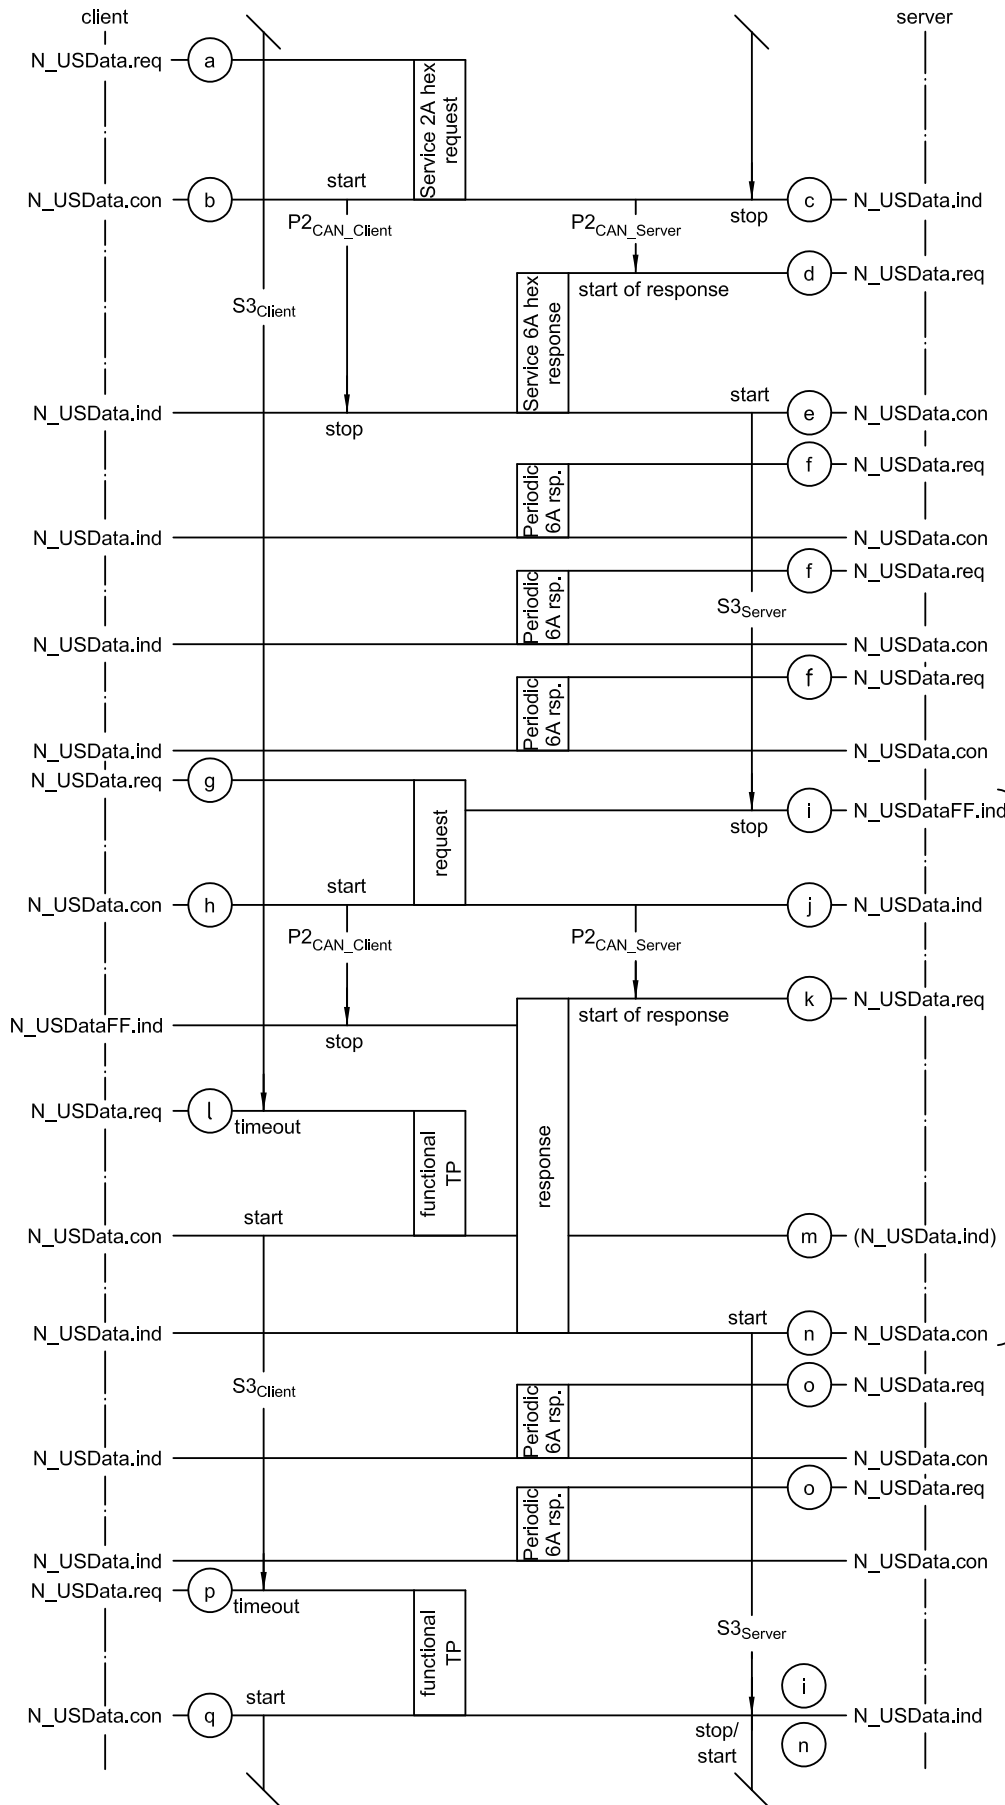 client
server
N_USData.req
a
Service 2A hex
request
start
N_USData.con
b
stop
c
N_USData.ind
P2CAN_Client
P2CAN_Server
d
N_USData.req
start of response
S3Client
Service 6A hex
response
start
N_USData.ind
stop
e
N_USData.con
f
N_USData.req
Periodic
6A rsp.
N_USData.ind
N_USData.con
f
N_USData.req
Periodic
6A rsp.
S3Server
N_USData.ind
N_USData.con
f
N_USData.req
Periodic
6A rsp.
N_USData.ind
N_USData.con
N_USData.req
g
request
stop
i
N_USDataFF.ind
start
N_USData.con
h
j
N_USData.ind
P2CAN_Client
P2CAN_Server
k
N_USData.req
start of response
N_USDataFF.ind
stop
N_USData.req
l
timeout
functional
TP
response
start
N_USData.con
m
(N_USData.ind)
start
N_USData.ind
n
N_USData.con
S3Client
o
N_USData.req
Periodic
6A rsp.
N_USData.ind
N_USData.con
o
N_USData.req
Periodic
6A rsp.
N_USData.ind
N_USData.con
N_USData.req
p
timeout
functional
TP
S3Server
i
start
N_USData.con
q
N_USData.ind
stop/
start
n